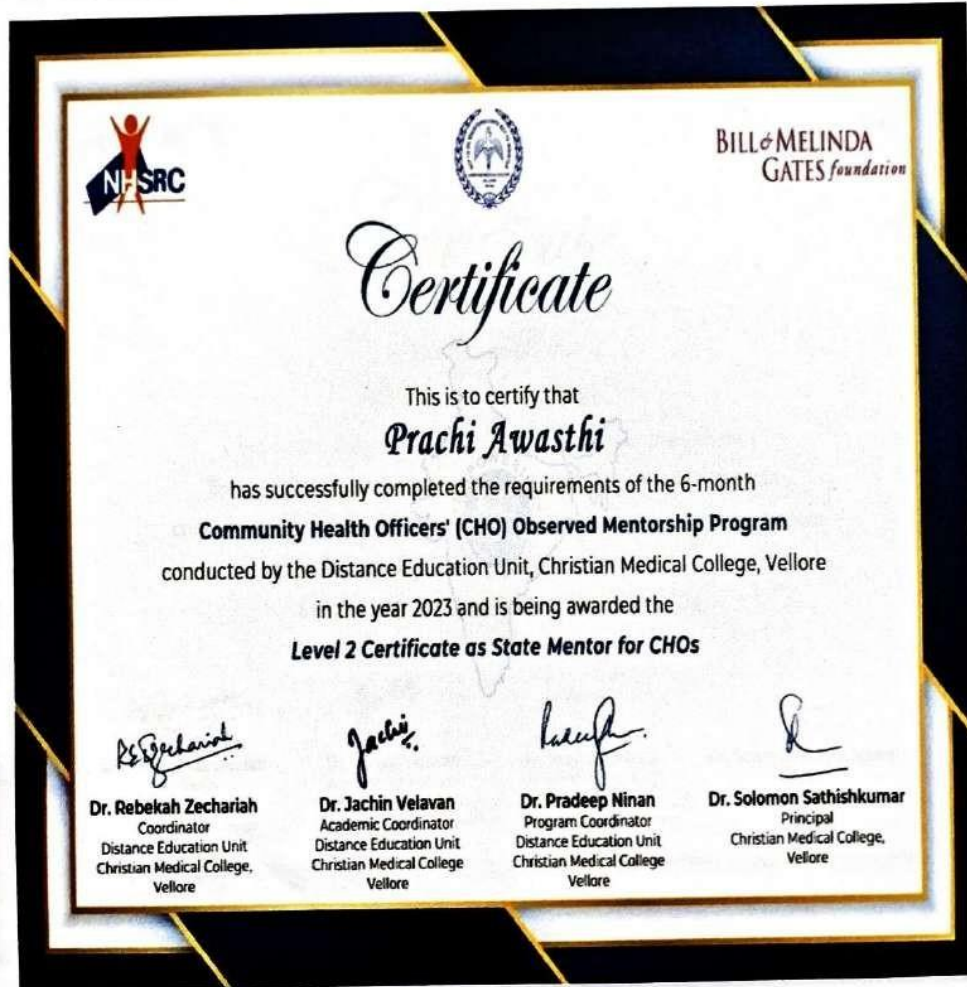 NHSRC
BILL & MELINDA
GATES foundation
Certificate
This is to certify that
Prachi Awasthi
has successfully completed the requirements of the 6-month
Community Health Officers' (CHO) Observed Mentorship Program
conducted by the Distance Education Unit, Christian Medical College, Vellore
in the year 2023 and is being awarded the
Level 2 Certificate as State Mentor for CHOs
Jachin
Dr. Rebekah Zechariah
Coordinator
Distance Education Unit
Christian Medical College,
Vellore
Dr. Jachin Velavan
Academic Coordinator
Distance Education Unit
Christian Medical College
Vellore
Dr. Pradeep Ninan
Program Coordinator
Distance Education Unit
Christian Medical College
Vellore
Dr. Solomon Sathishkumar
Principal
Christian Medical College,
Vellore